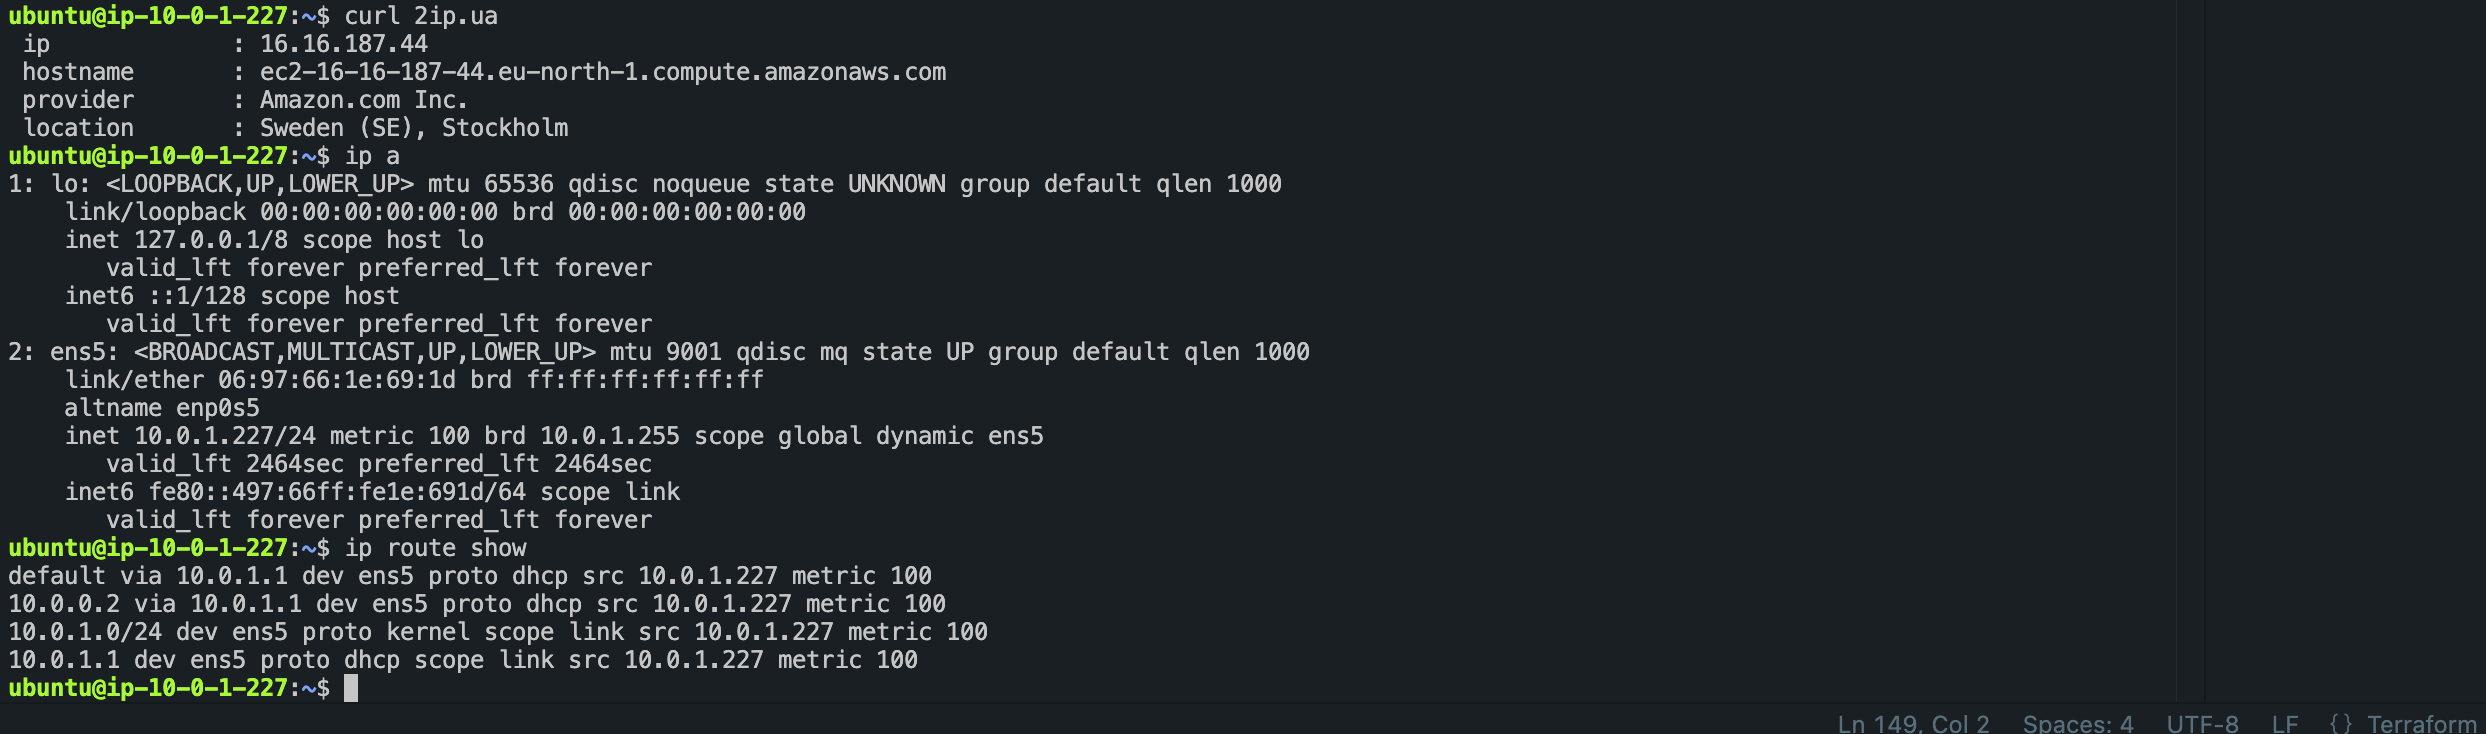 ubuntu@ip-10-0-1-227:~$ curl 2ip.ua
 ip             : 16.16.187.44
 hostname       : ec2-16-16-187-44.eu-north-1.compute.amazonaws.com
 provider       : Amazon.com Inc.
 location       : Sweden (SE), Stockholm
ubuntu@ip-10-0-1-227:~$ ip a
1: lo: <LOOPBACK,UP,LOWER_UP> mtu 65536 qdisc noqueue state UNKNOWN group default qlen 1000
    link/loopback 00:00:00:00:00:00 brd 00:00:00:00:00:00
    inet 127.0.0.1/8 scope host lo
       valid_lft forever preferred_lft forever
    inet6 ::1/128 scope host
       valid_lft forever preferred_lft forever
2: ens5: <BROADCAST,MULTICAST,UP,LOWER_UP> mtu 9001 qdisc mq state UP group default qlen 1000
    link/ether 06:97:66:1e:69:1d brd ff:ff:ff:ff:ff:ff
    altname enp0s5
    inet 10.0.1.227/24 metric 100 brd 10.0.1.255 scope global dynamic ens5
       valid_lft 2464sec preferred_lft 2464sec
    inet6 fe80::497:66ff:fe1e:691d/64 scope link
       valid_lft forever preferred_lft forever
ubuntu@ip-10-0-1-227:~$ ip route show
default via 10.0.1.1 dev ens5 proto dhcp src 10.0.1.227 metric 100
10.0.0.2 via 10.0.1.1 dev ens5 proto dhcp src 10.0.1.227 metric 100
10.0.1.0/24 dev ens5 proto kernel scope link src 10.0.1.227 metric 100
10.0.1.1 dev ens5 proto dhcp scope link src 10.0.1.227 metric 100
ubuntu@ip-10-0-1-227:~$
Ln 149, Col 2 Spaces: 4 UTF-8 LF {} Terraform